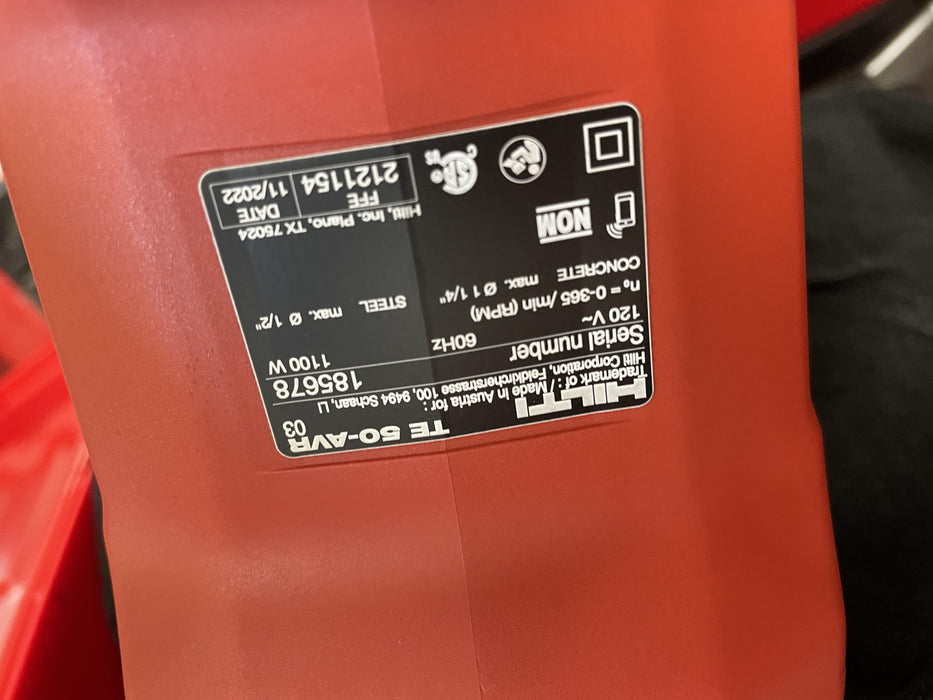 HILTI TE 50-AVR 03
Trademark of : / Made In Austria for :
Hilti Corporation, Feldkircherstrasse 100, 9494 Schaan, LI
Serial number 185678
120 V~ 60Hz 1100 W
n₀ = 0-365 /min (RPM)
CONCRETE max. Ø 1 1/4" STEEL max. Ø 1/2"
NOM
Hilti, Inc. Plano, TX 75024
FFE DATE
2121154 11/2022
C SA US